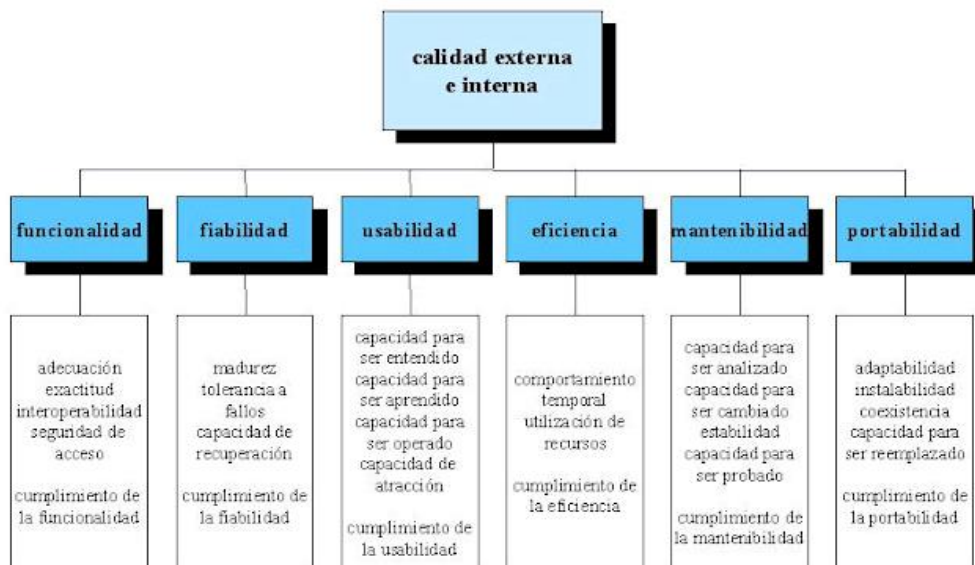 calidad externa
e interna
funcionalidad
fiabilidad
usabilidad
eficiencia
mantenibilidad
portabilidad
adecuación
exactitud
interoperabilidad
seguridad de
acceso
cumplimiento de
la funcionalidad
madurez
tolerancia a
fallos
capacidad de
recuperación
cumplimiento de
la fiabilidad
capacidad para
ser entendido
capacidad para
ser aprendido
capacidad para
ser operado
capacidad de
atracción
cumplimiento de
la usabilidad
comportamiento
temporal
utilización de
recursos
cumplimiento de
la eficiencia
capacidad para
ser analizado
capacidad para
ser cambiado
estabilidad
capacidad para
ser probado
cumplimiento de
la mantenibilidad
adaptabilidad
instalabilidad
coexistencia
capacidad para
ser reemplazado
cumplimiento de
la portabilidad